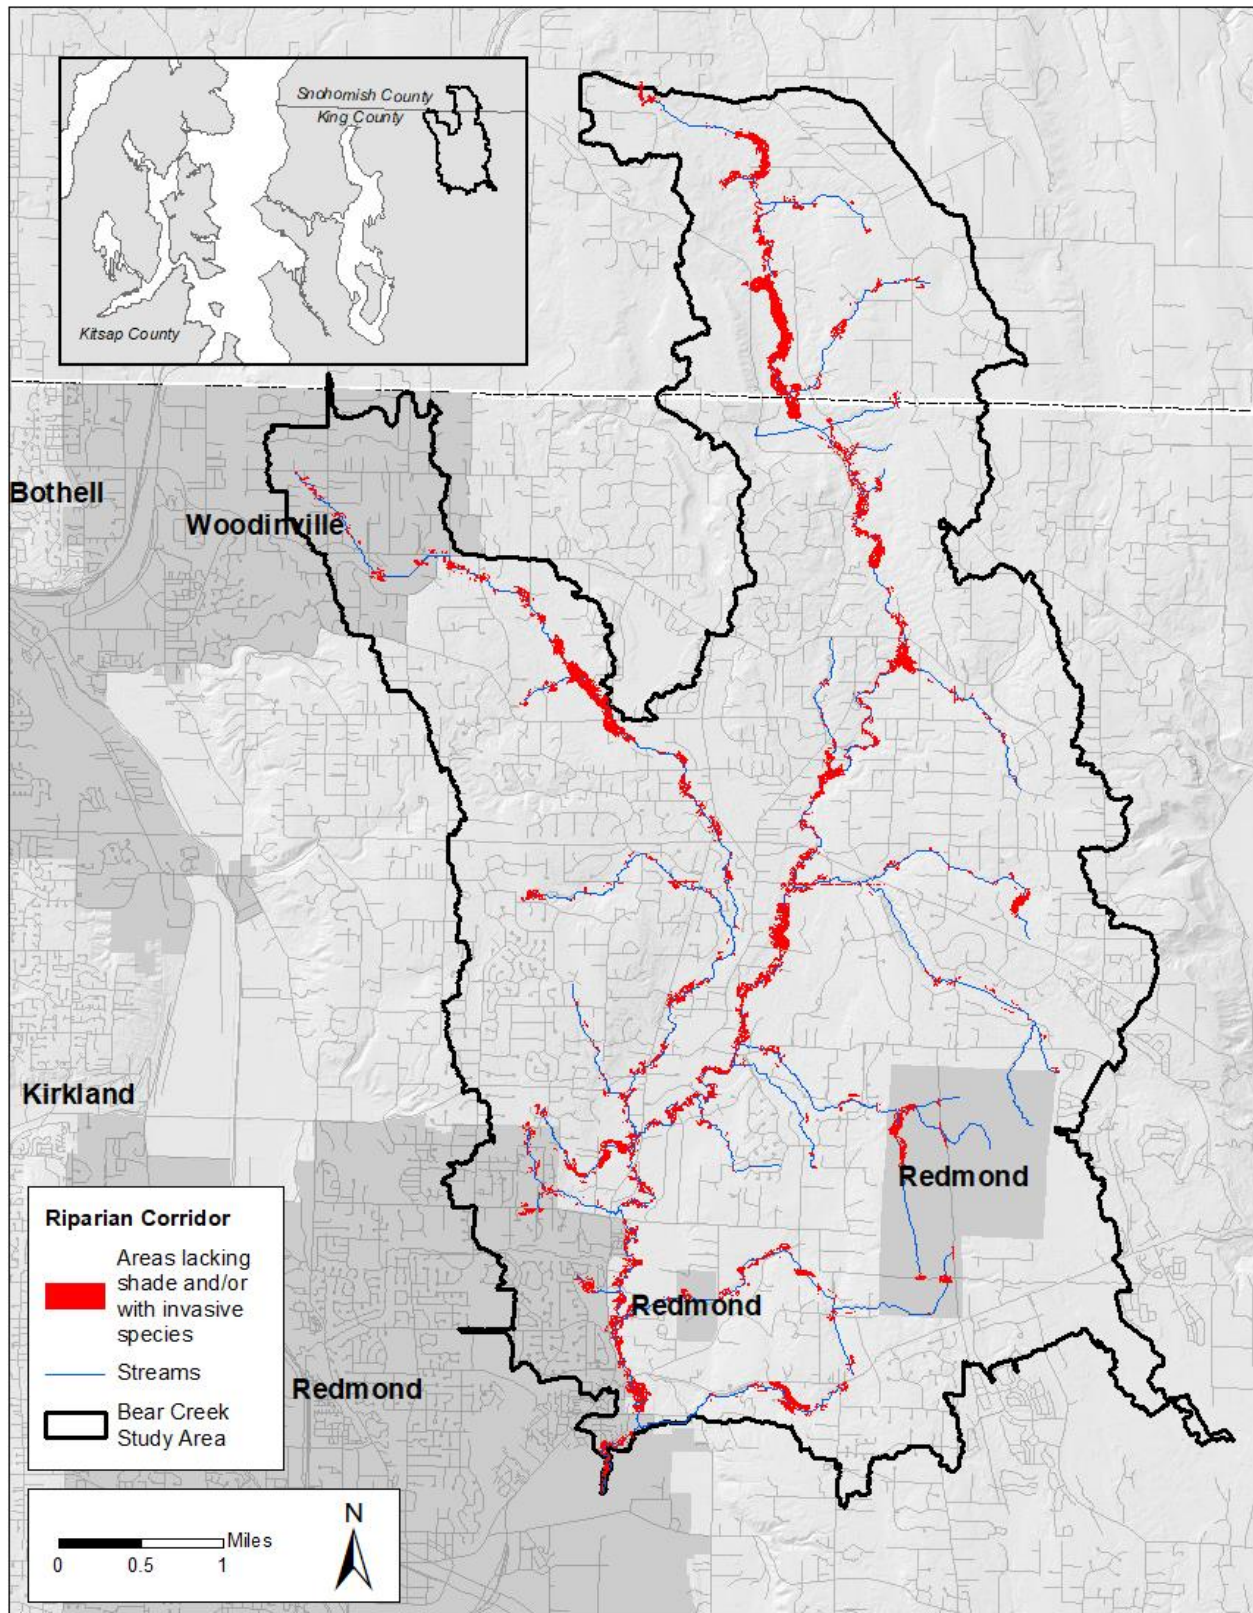 Snohomish County
King County
Kitsap County
Bothell
Woodinville
Kirkland
Redmond
Redmond
Redmond
Riparian Corridor
Areas lacking
shade and/or
with invasive
species
Streams
Bear Creek
Study Area
N
Miles
0 0.5 1